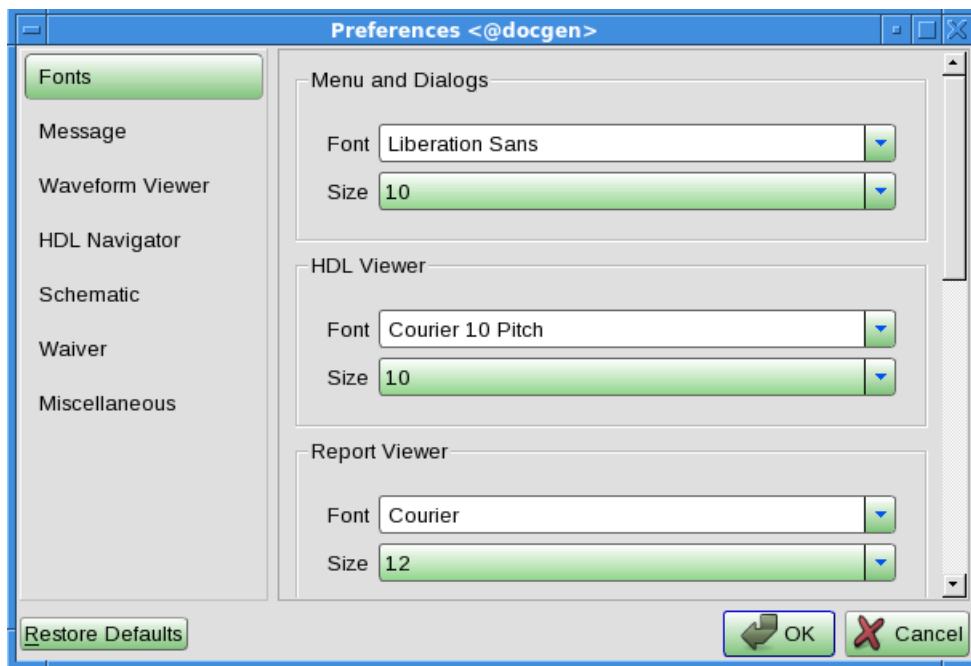 Preferences <@docgen>
Fonts
Message
Waveform Viewer
HDL Navigator
Schematic
Waiver
Miscellaneous
Menu and Dialogs
Font Liberation Sans
Size 10
HDL Viewer
Font Courier 10 Pitch
Size 10
Report Viewer
Font Courier
Size 12
Restore Defaults
OK
Cancel